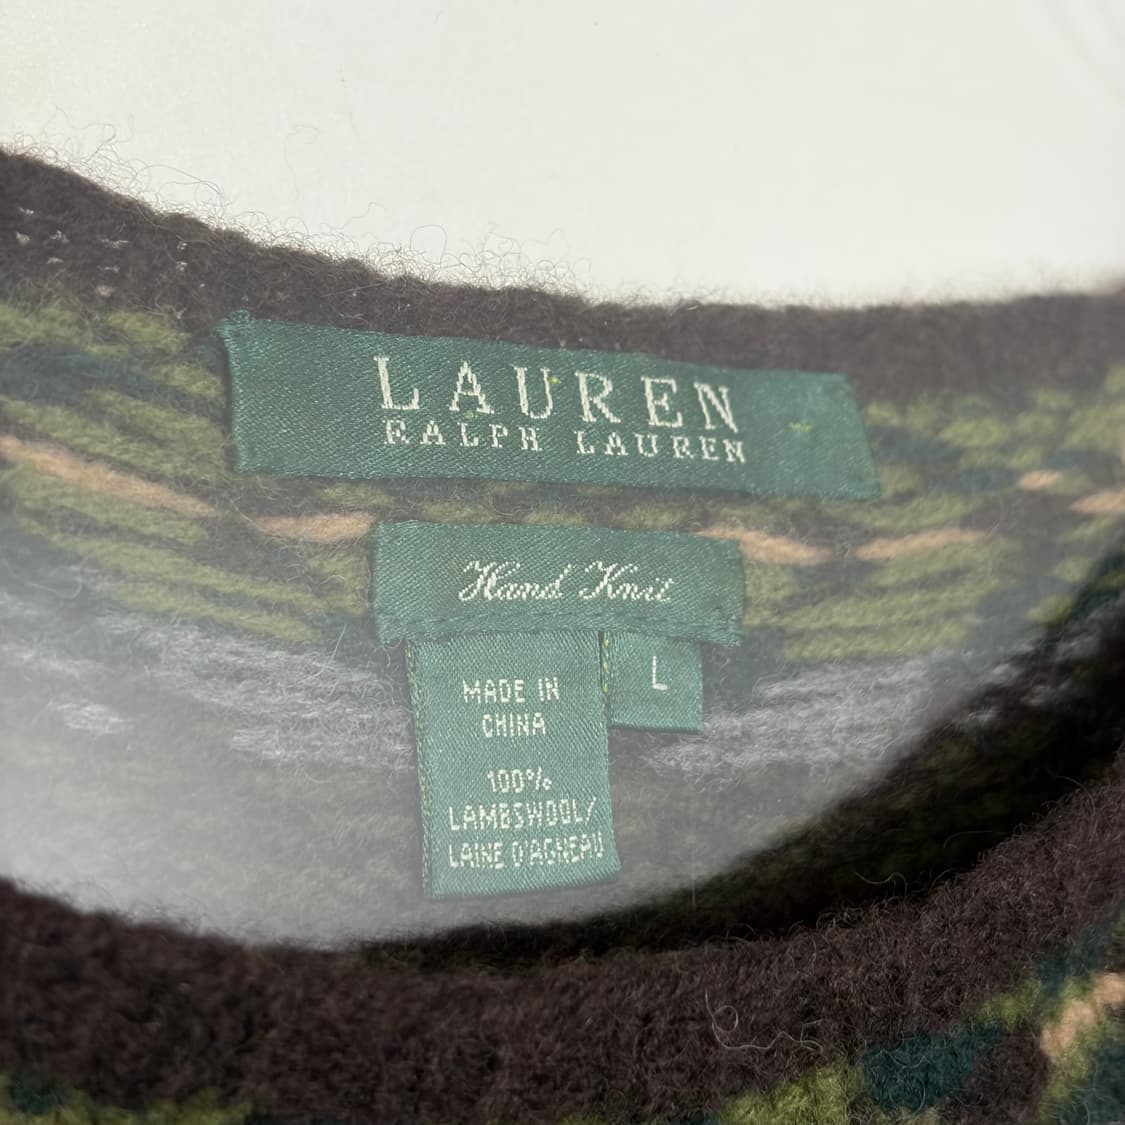 LAUREN
RALPH LAUREN
Hand Knit
L
MADE IN
CHINA
100%
LAMBSWOOL/
LAINE D'AGNEAU